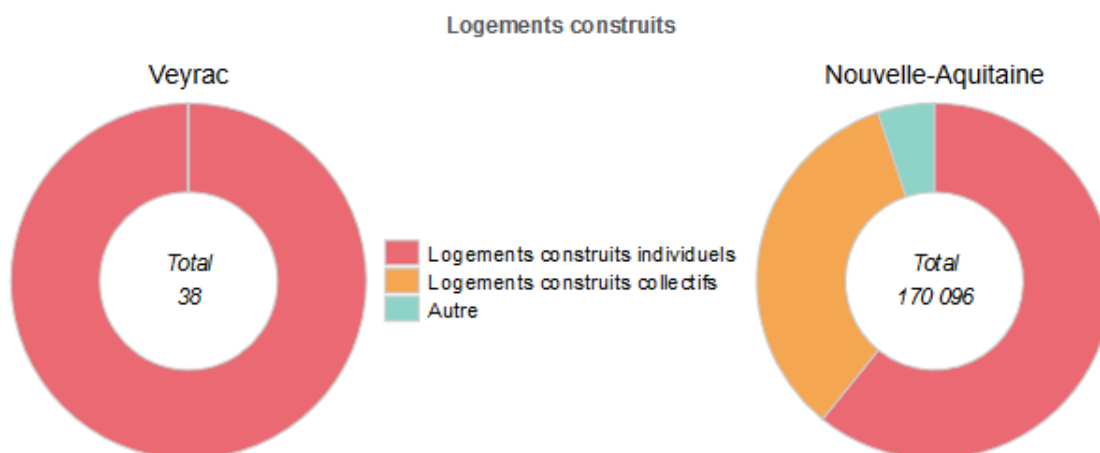 Logements construits
Veyrac
Nouvelle-Aquitaine
Total
38
Logements construits individuels
Logements construits collectifs
Autre
Total
170 096